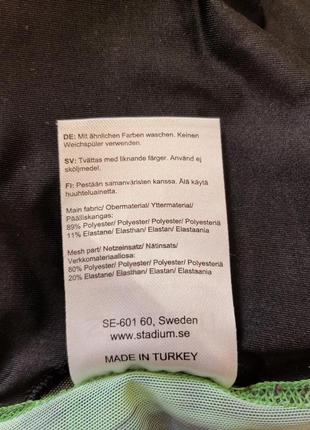 DE: Mit ähnlichen Farben waschen. Keinen
Weichspüler verwenden.
SV: Tvättas med liknande färger. Använd ej
sköljmedel.
FI: Pestään samanväristen kanssa. Älä käytä
huuhteluainetta.
Main fabric/ Obermaterial/ Yttermaterial/
Päälliskangas:
89% Polyester/ Polyester/ Polyester/ Polyesteri
11% Elastane/ Elasthan/ Elastan/ Elastaania
Mesh part/ Netzeinsatz/ Nätinsats/
Verkkomateriaaliosa:
80% Polyester/ Polyester/ Polyester/ Polyesteri
20% Elastane/ Elasthan/ Elastan/ Elastaania
SE-601 60, Sweden
www.stadium.se
MADE IN TURKEY